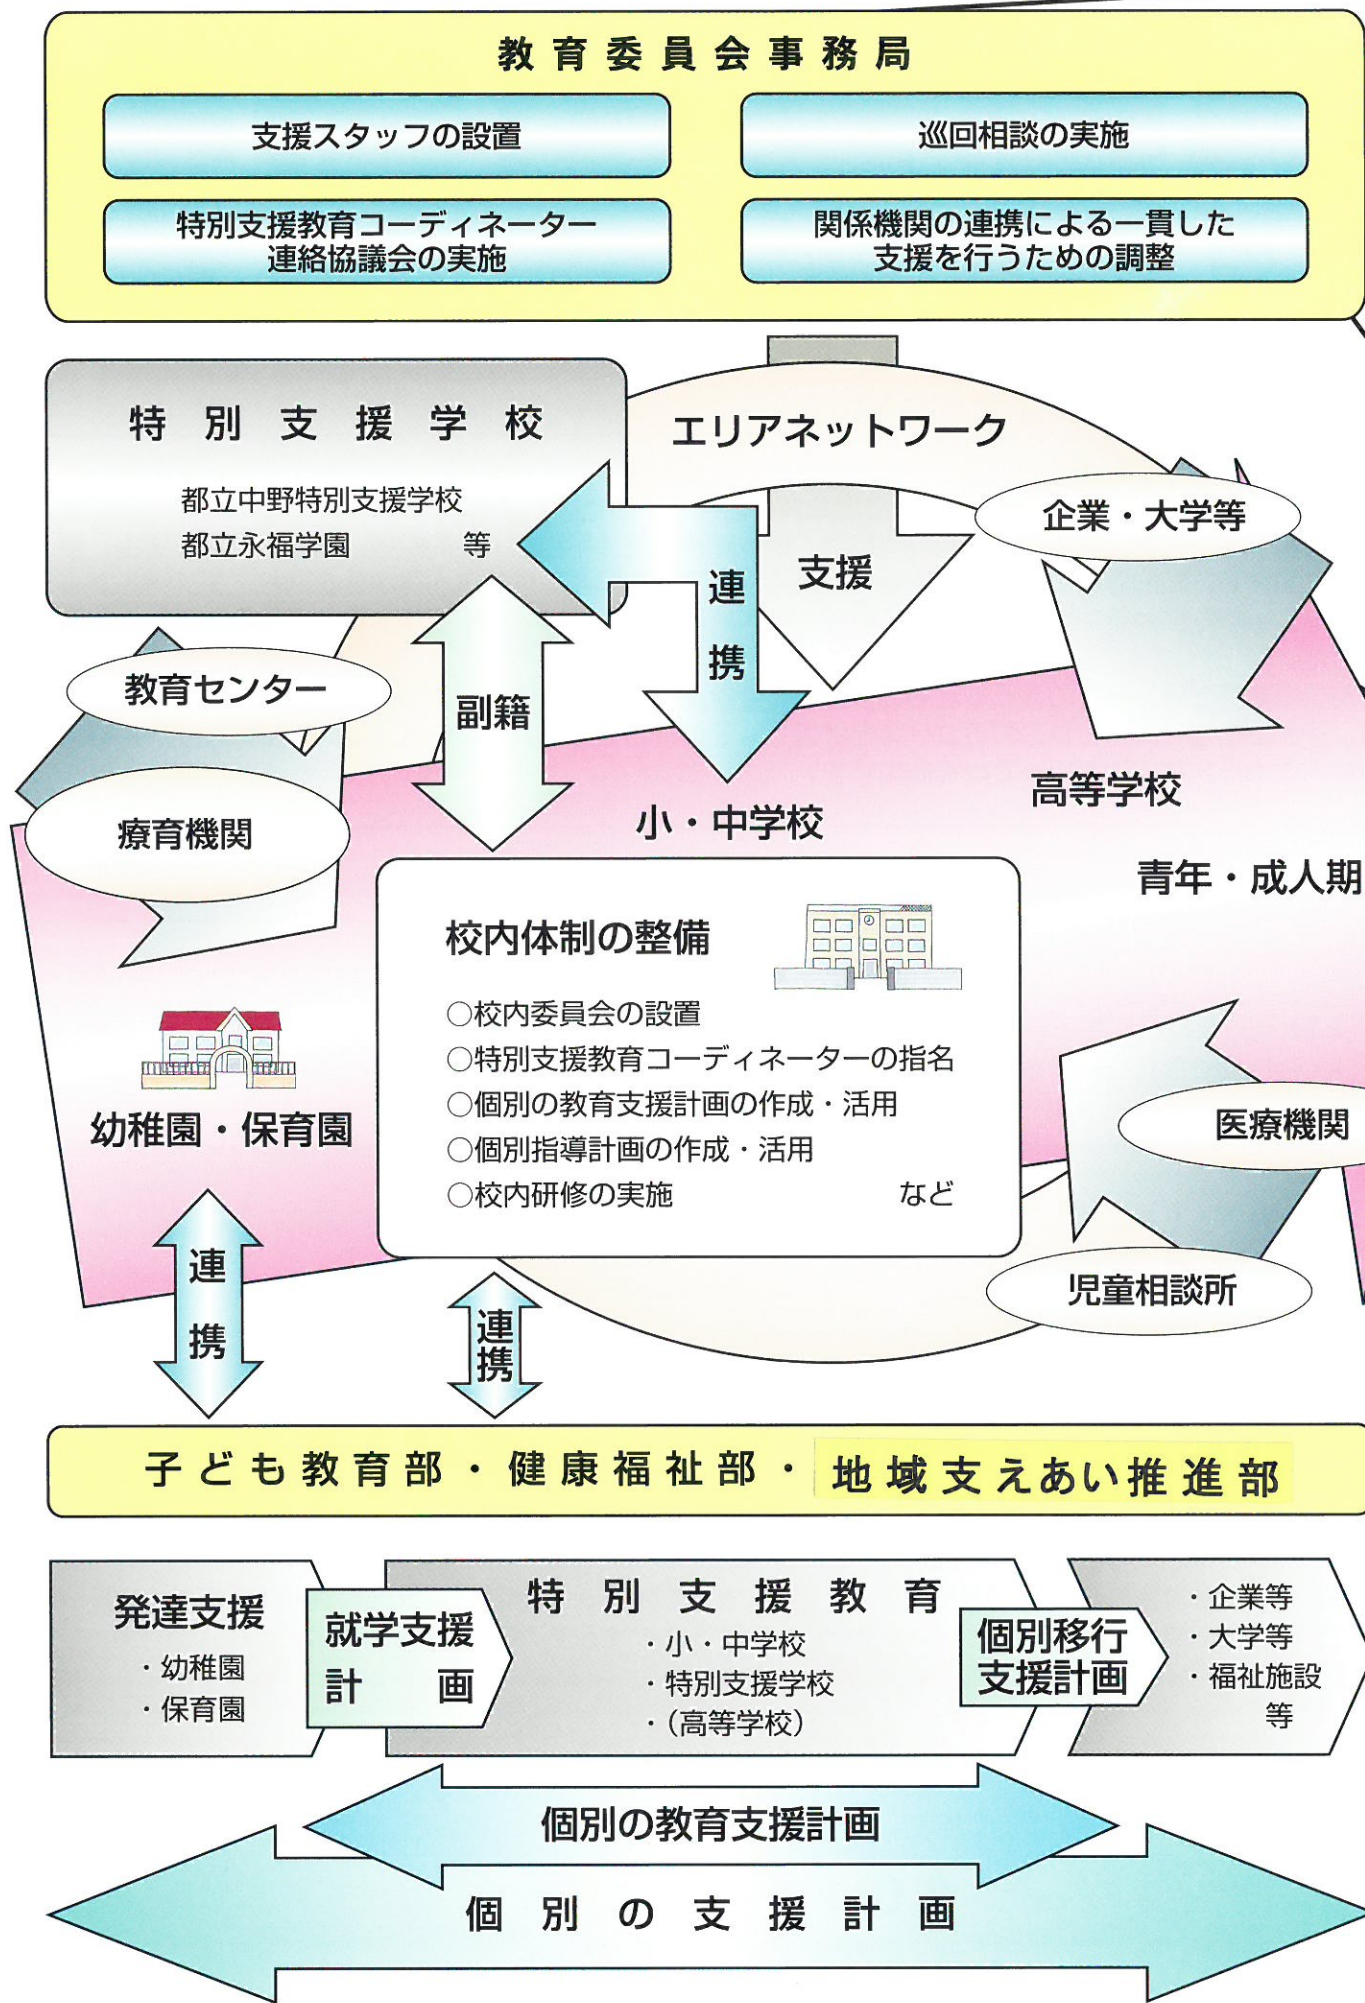 教育委員会事務局
支援スタッフの設置
巡回相談の実施
特別支援教育コーディネーター
連絡協議会の実施
関係機関の連携による一貫した
支援を行うための調整
特別支援学校
都立中野特別支援学校
都立永福学園 等
エリアネットワーク
企業・大学等
連携
支援
教育センター
副籍
療育機関
小・中学校
高等学校
青年・成人期
校内体制の整備
○校内委員会の設置
○特別支援教育コーディネーターの指名
○個別の教育支援計画の作成・活用
○個別指導計画の作成・活用
○校内研修の実施 など
幼稚園・保育園
医療機関
児童相談所
連携
連携
子ども教育部・健康福祉部・地域支えあい推進部
発達支援
・幼稚園
・保育園
就学支援
計画
特別支援教育
・小・中学校
・特別支援学校
・（高等学校）
個別移行
支援計画
・企業等
・大学等
・福祉施設
等
個別の教育支援計画
個別の支援計画